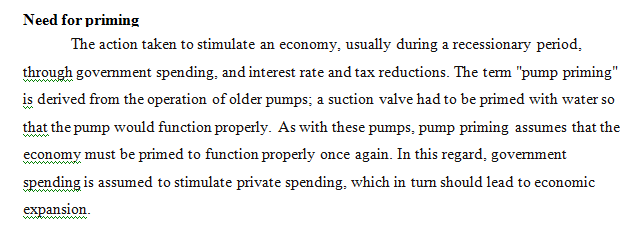 Need for priming
The action taken to stimulate an economy, usually during a recessionary period,
through government spending, and interest rate and tax reductions. The term "pump priming"
is derived from the operation of older pumps; a suction valve had to be primed with water so
that the pump would function properly. As with these pumps, pump priming assumes that the
economy must be primed to function properly once again. In this regard, government
spending is assumed to stimulate private spending, which in turn should lead to economic
expansion.